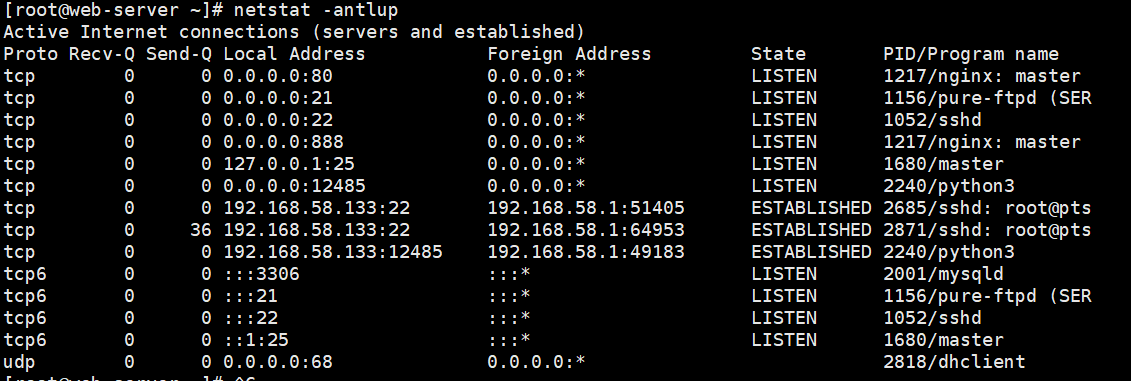 [root@web-server ~]# netstat -antlup
Active Internet connections (servers and established)
Proto Recv-Q Send-Q Local Address           Foreign Address         State       PID/Program name
tcp        0      0 0.0.0.0:80              0.0.0.0:*               LISTEN      1217/nginx: master
tcp        0      0 0.0.0.0:21              0.0.0.0:*               LISTEN      1156/pure-ftpd (SER
tcp        0      0 0.0.0.0:22              0.0.0.0:*               LISTEN      1052/sshd
tcp        0      0 0.0.0.0:888             0.0.0.0:*               LISTEN      1217/nginx: master
tcp        0      0 127.0.0.1:25            0.0.0.0:*               LISTEN      1680/master
tcp        0      0 0.0.0.0:12485           0.0.0.0:*               LISTEN      2240/python3
tcp        0      0 192.168.58.133:22       192.168.58.1:51405      ESTABLISHED 2685/sshd: root@pts
tcp        0     36 192.168.58.133:22       192.168.58.1:64953      ESTABLISHED 2871/sshd: root@pts
tcp        0      0 192.168.58.133:12485    192.168.58.1:49183      ESTABLISHED 2240/python3
tcp6       0      0 :::3306                 :::*                    LISTEN      2001/mysqld
tcp6       0      0 :::21                   :::*                    LISTEN      1156/pure-ftpd (SER
tcp6       0      0 :::22                   :::*                    LISTEN      1052/sshd
tcp6       0      0 ::1:25                  :::*                    LISTEN      1680/master
udp        0      0 0.0.0.0:68              0.0.0.0:*                           2818/dhclient
[root@web-server ~]#